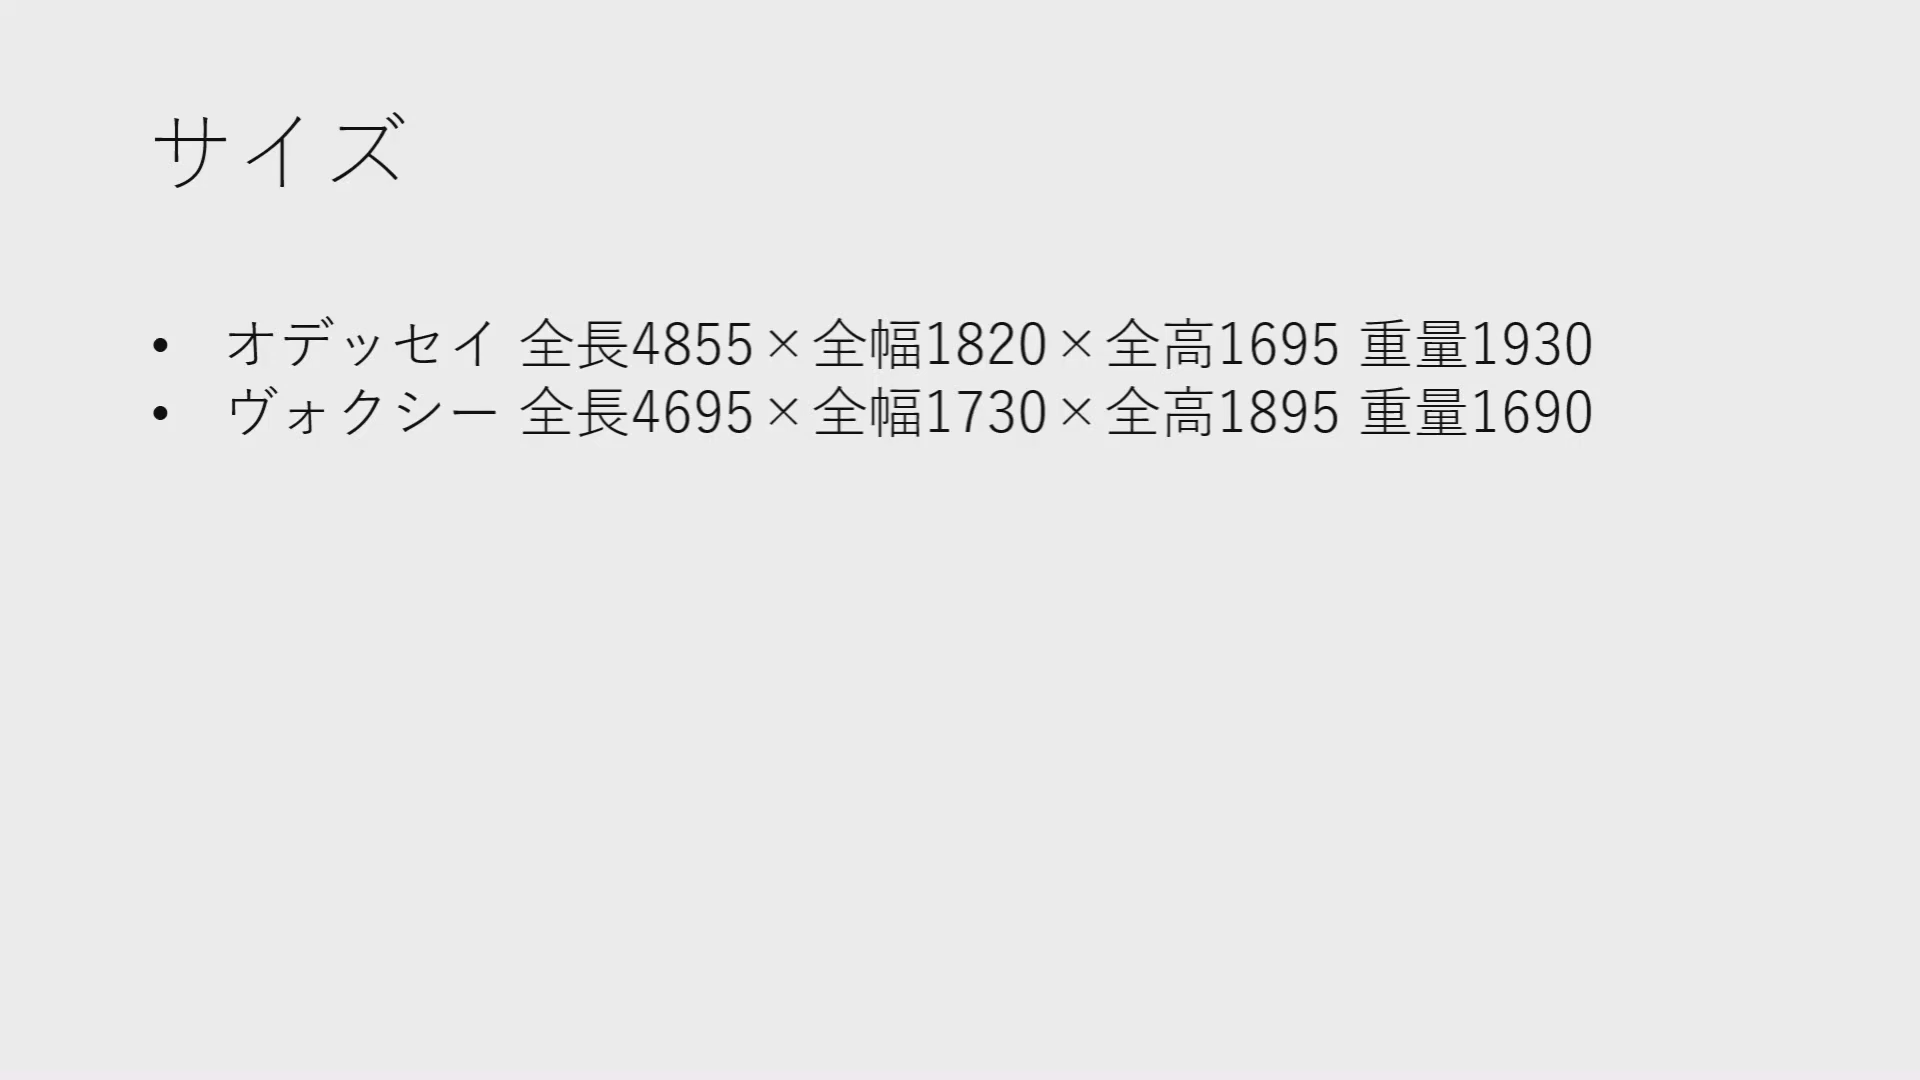 サイズ
• オデッセイ 全長4855×全幅1820×全高1695 重量1930
• ヴォクシー 全長4695×全幅1730×全高1895 重量1690